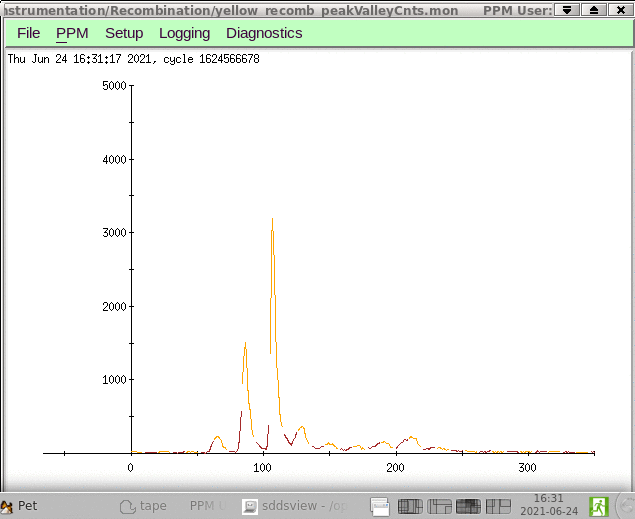 nstrumentation/Recombination/yellow_recomb_peakValleyCnts.mon PPM User:
File PPM Setup Logging Diagnostics
Thu Jun 24 16:31:17 2021, cycle 1624566678
5000
4000
3000
2000
1000
0 100 200 300
Pet tape PPM U sddsview - /op 16:31
2021-06-24